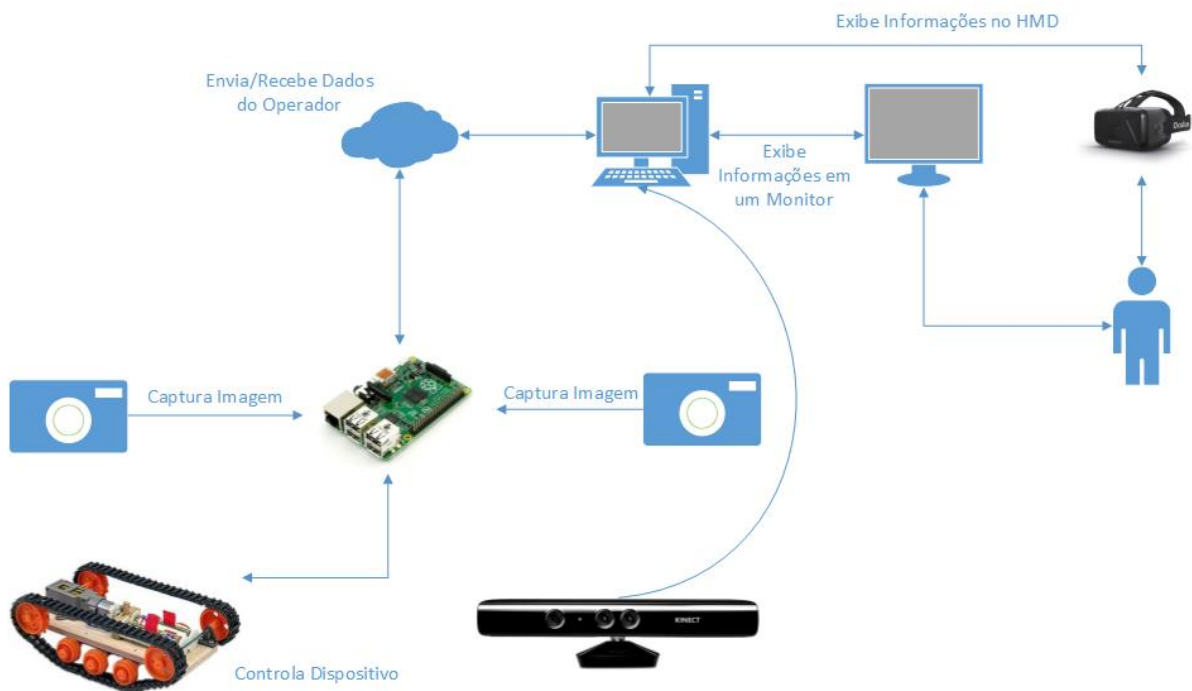 Exibe Informações no HMD
Envia/Recebe Dados
do Operador
Oculus
Exibe
Informações em
um Monitor
Captura Imagem
Captura Imagem
KINECT
Controla Dispositivo